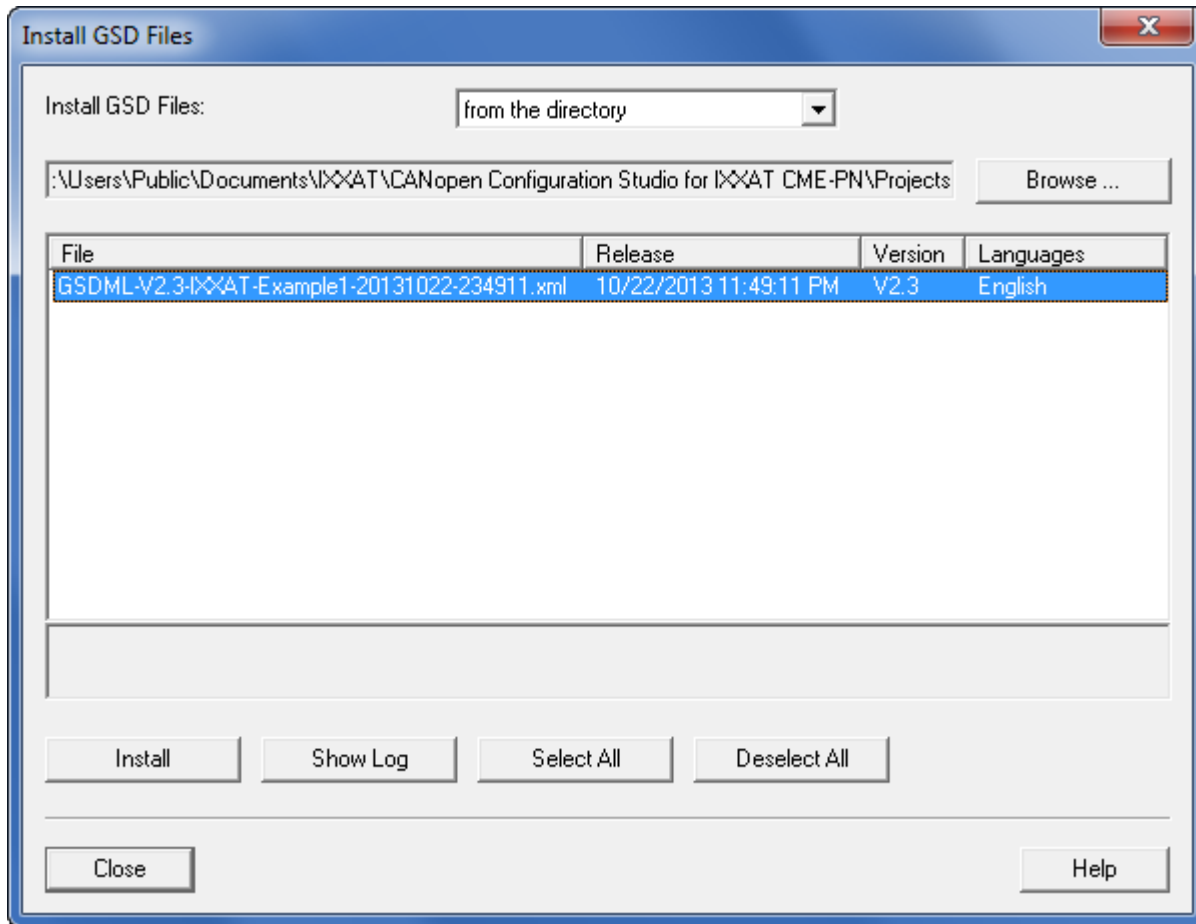 Install GSD Files
Install GSD Files: from the directory
:\Users\Public\Documents\IXXAT\CANopen Configuration Studio for IXXAT CME-PN\Projects Browse ...
File Release Version Languages
GSDML-V2.3-IXXAT-Example1-20131022-234911.xml 10/22/2013 11:49:11 PM V2.3 English
Install Show Log Select All Deselect All
Close Help